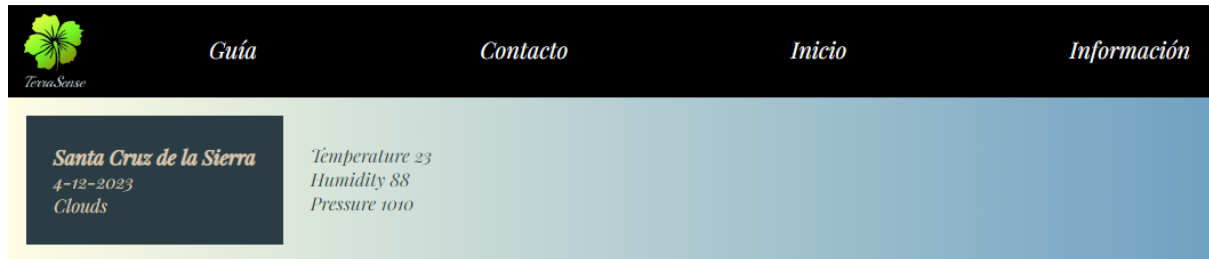 TerraSense
Guía
Contacto
Inicio
Información
Santa Cruz de la Sierra
4-12-2023
Clouds
Temperature 23
Humidity 88
Pressure 1010